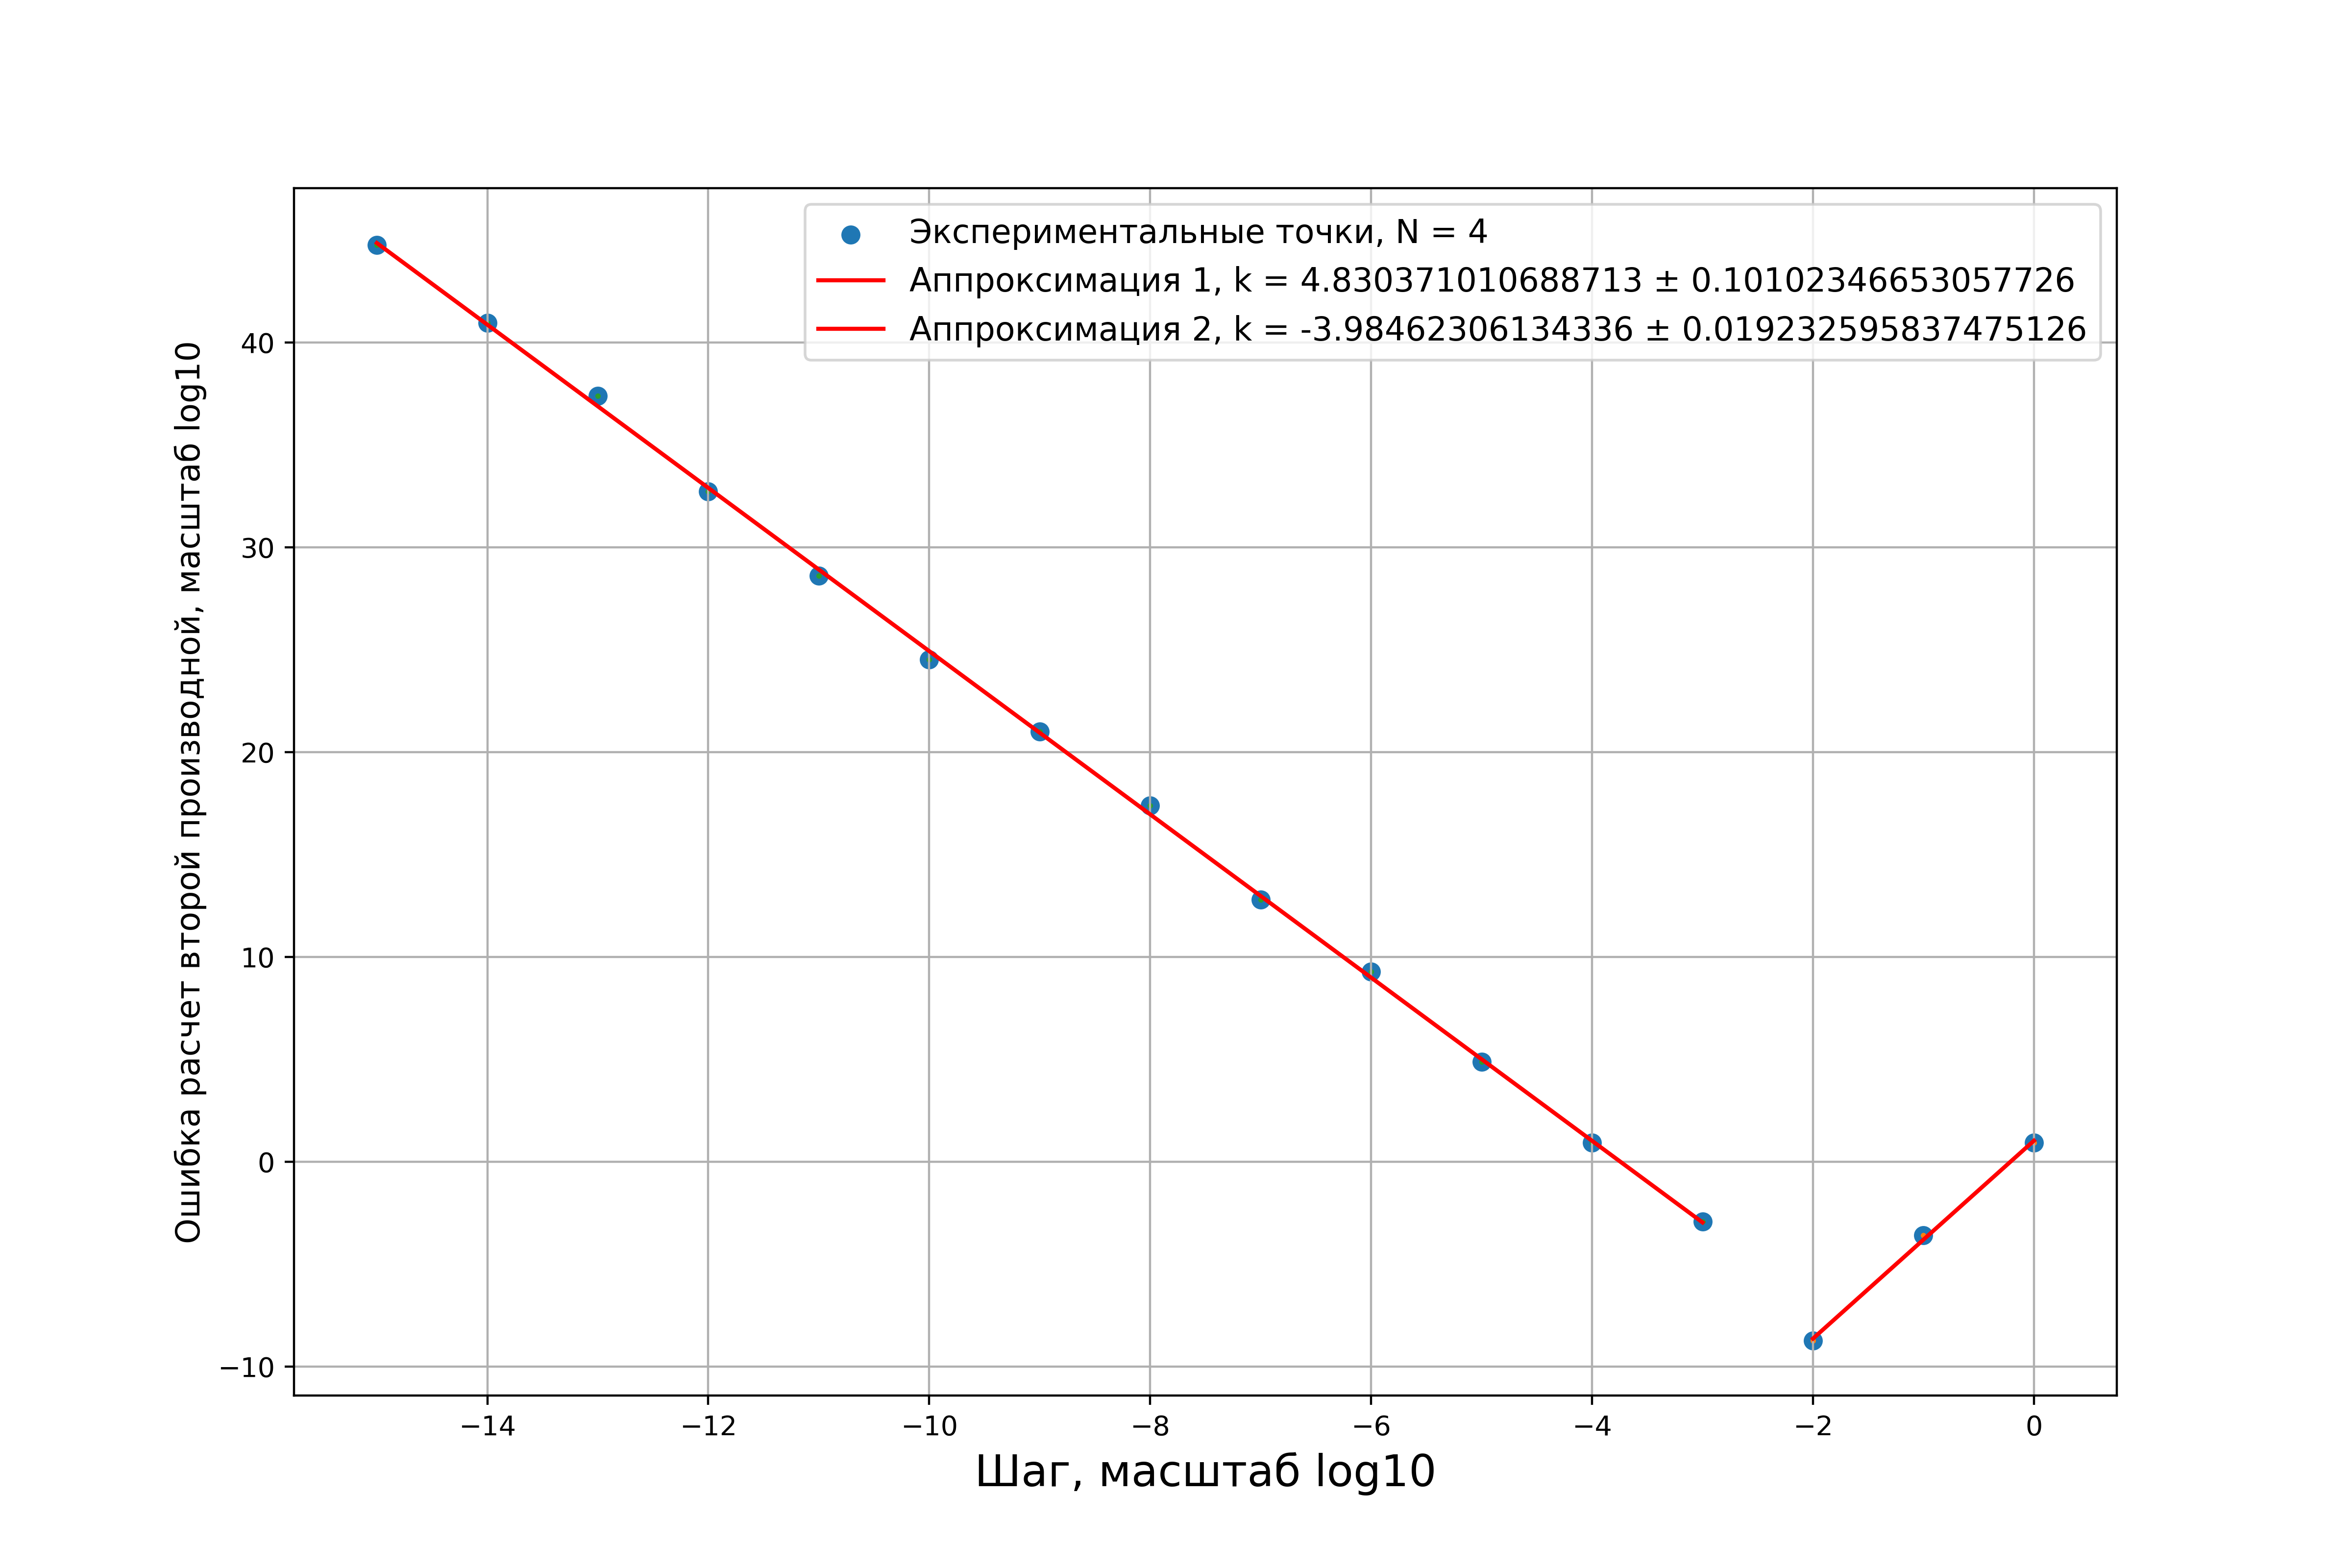 Экспериментальные точки, N = 4
Аппроксимация 1, k = 4.830371010688713 ± 0.10102346653057726
Аппроксимация 2, k = -3.98462306134336 ± 0.019232595837475126
Ошибка расчет второй производной, масштаб log10
40
30
20
10
0
−10
−14 −12 −10 −8 −6 −4 −2 0
Шаг, масштаб log10